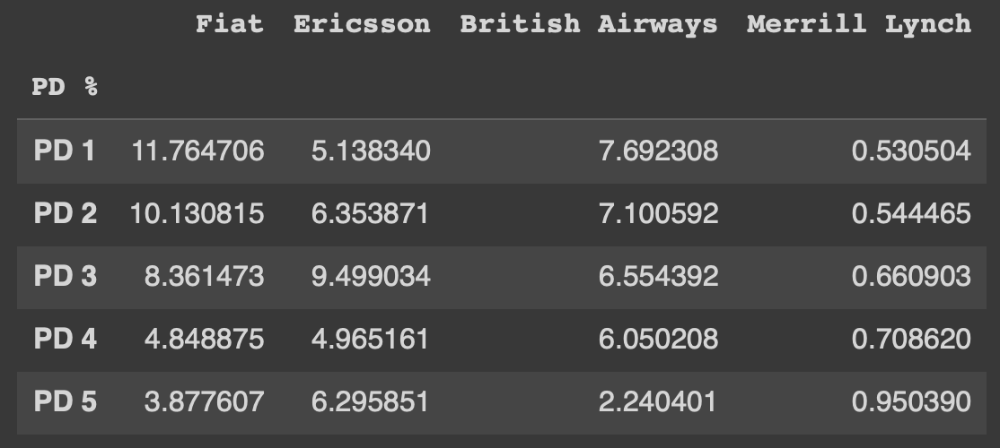 Fiat Ericsson British Airways Merrill Lynch
PD %
PD 1 11.764706 5.138340 7.692308 0.530504
PD 2 10.130815 6.353871 7.100592 0.544465
PD 3 8.361473 9.499034 6.554392 0.660903
PD 4 4.848875 4.965161 6.050208 0.708620
PD 5 3.877607 6.295851 2.240401 0.950390